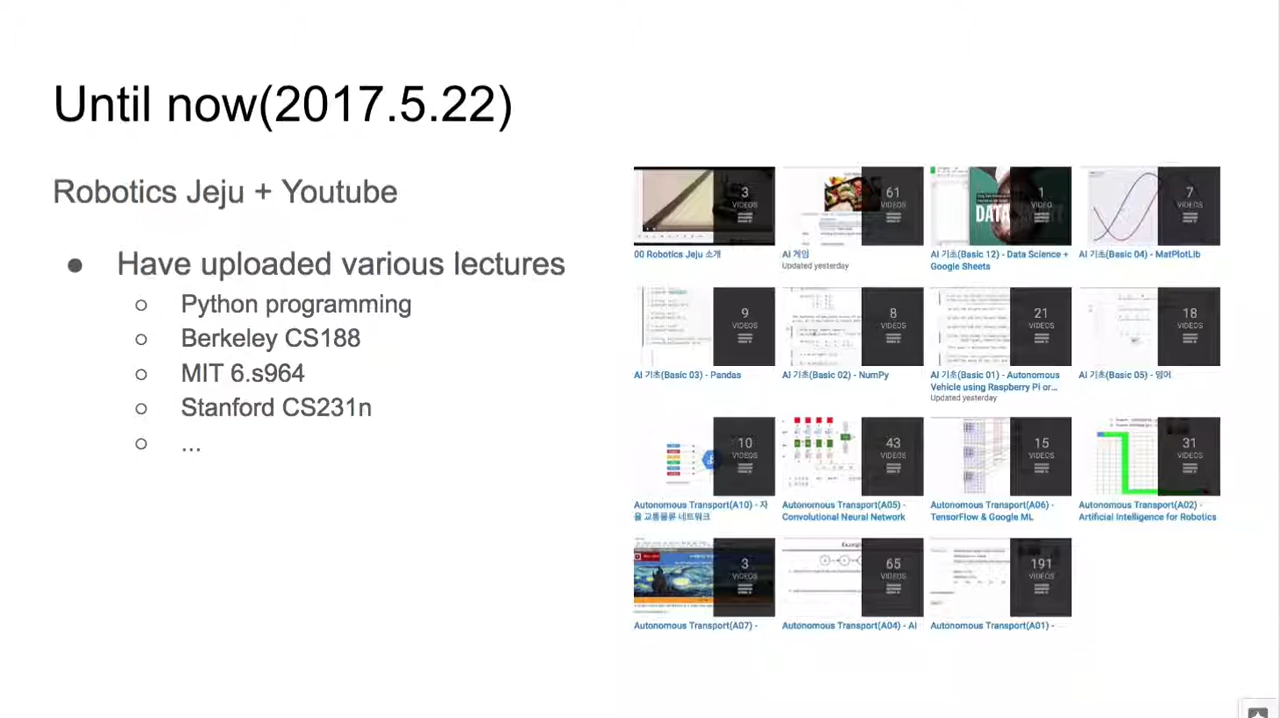 Until now(2017.5.22)
Robotics Jeju + Youtube
● Have uploaded various lectures
○ Python programming
○ Berkeley CS188
○ MIT 6.s964
○ Stanford CS231n
○ ...
3 VIDEOS
00 Robotics Jeju 소개
61 VIDEOS
AI 게임
Updated yesterday
1 VIDEOS
AI 기초(Basic 12) - Data Science +
Google Sheets
7 VIDEOS
AI 기초(Basic 04) - MatPlotLib
9 VIDEOS
AI 기초(Basic 03) - Pandas
8 VIDEOS
AI 기초(Basic 02) - NumPy
21 VIDEOS
AI 기초(Basic 01) - Autonomous
Vehicle using Raspberry Pi or...
Updated yesterday
18 VIDEOS
AI 기초(Basic 05) - 영어
10 VIDEOS
Autonomous Transport(A10) - 자
율 교통물류 네트워크
43 VIDEOS
Autonomous Transport(A05) -
Convolutional Neural Network
15 VIDEOS
Autonomous Transport(A06) -
TensorFlow & Google ML
31 VIDEOS
Autonomous Transport(A02) -
Artificial Intelligence for Robotics
3 VIDEOS
Autonomous Transport(A07) -
65 VIDEOS
Autonomous Transport(A04) - AI
191 VIDEOS
Autonomous Transport(A01) -